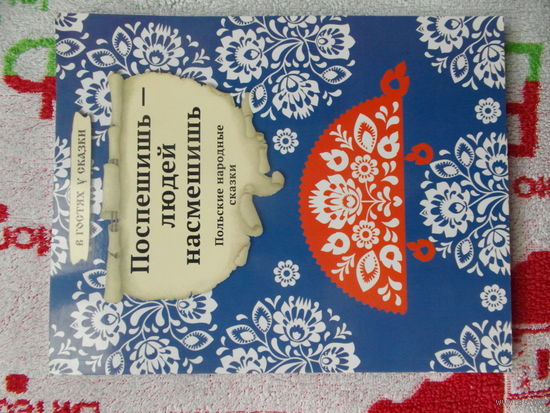 В ГОСТЯХ У СКАЗКИ
Поспешишь –
людей
насмешишь
Польские народные
сказки